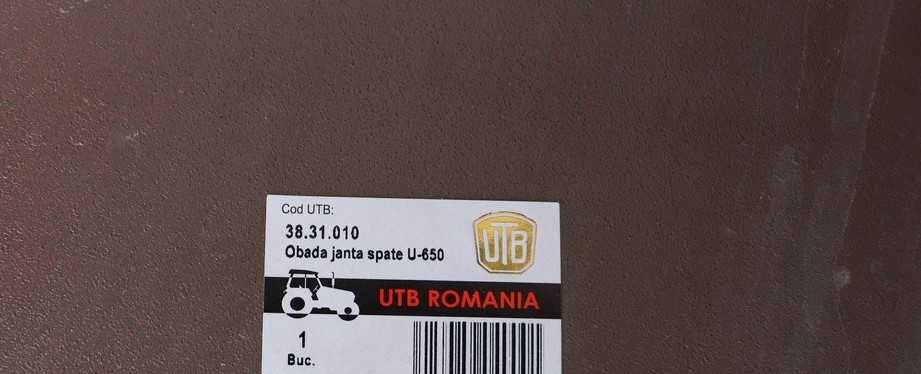 Cod UTB:
38.31.010
Obada janta spate U-650
UTB
UTB ROMANIA
1
Buc.